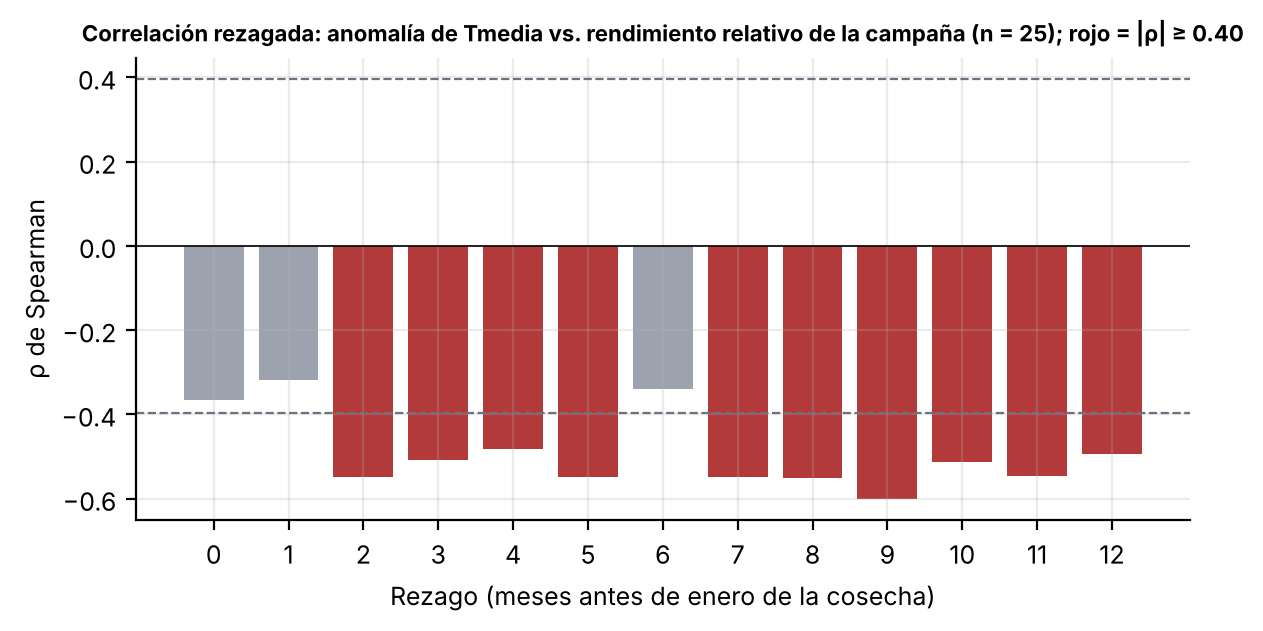 Correlación rezagada: anomalía de Tmedia vs. rendimiento relativo de la campaña (n = 25); rojo = |ρ| ≥ 0.40
ρ de Spearman
0.4
0.2
0.0
−0.2
−0.4
−0.6
0 1 2 3 4 5 6 7 8 9 10 11 12
Rezago (meses antes de enero de la cosecha)